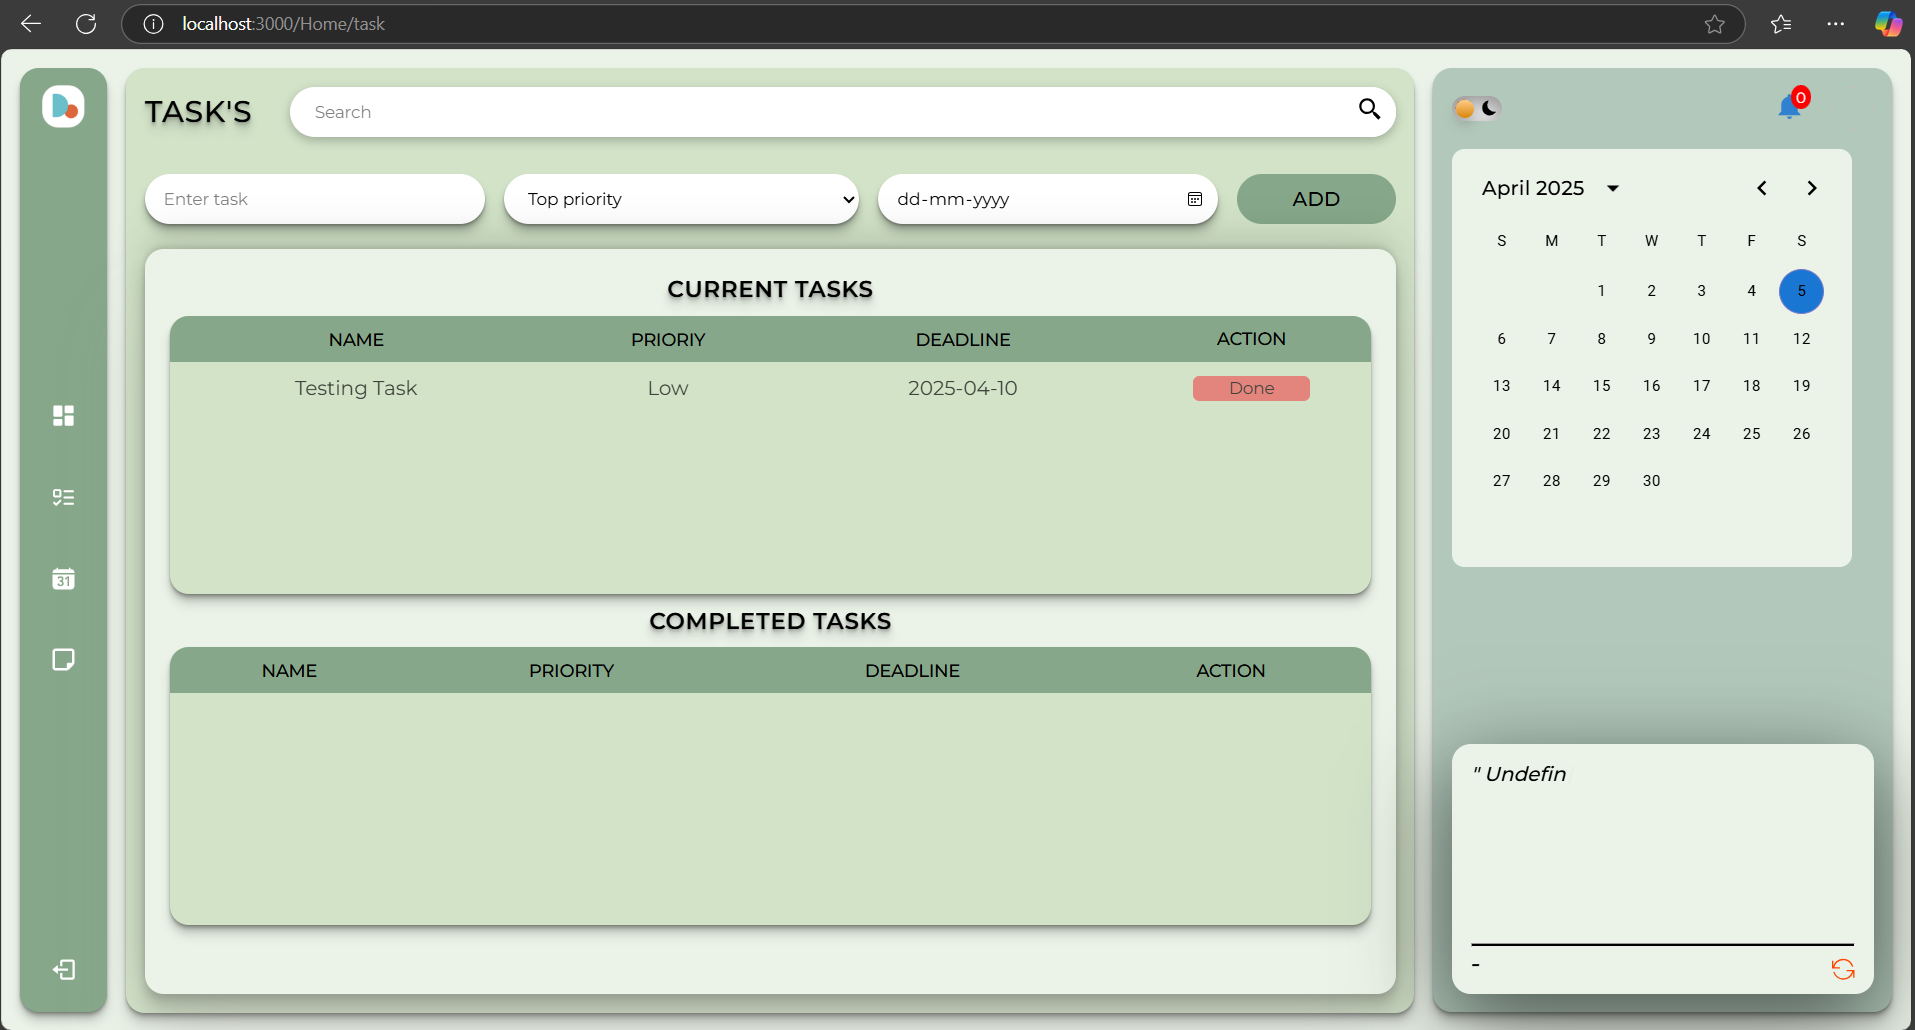 localhost:3000/Home/task
TASK'S
Search
Enter task
Top priority
dd-mm-yyyy
ADD
CURRENT TASKS
NAME PRIORIY DEADLINE ACTION
Testing Task Low 2025-04-10 Done
COMPLETED TASKS
NAME PRIORITY DEADLINE ACTION
31
0
April 2025
S M T W T F S
1 2 3 4 5
6 7 8 9 10 11 12
13 14 15 16 17 18 19
20 21 22 23 24 25 26
27 28 29 30
" Undefin
-